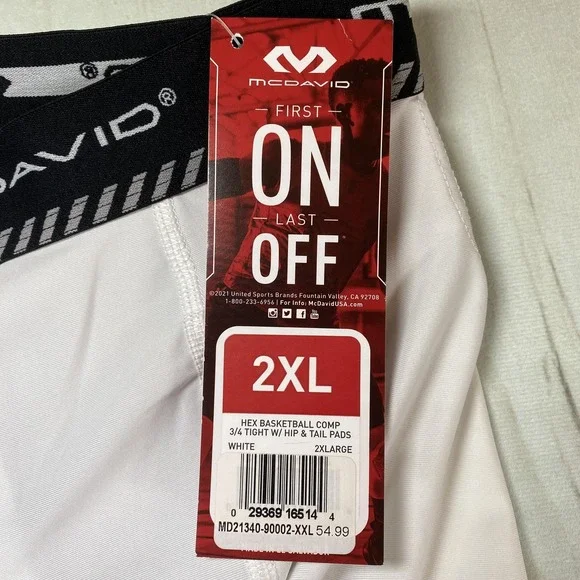 DAVID®
®
MCDAVID
FIRST
ON
LAST
OFF
©2021 United Sports Brands Fountain Valley, CA 92708
1-800-233-6956 | For Info: McDavidUSA.com
2XL
HEX BASKETBALL COMP
3/4 TIGHT W/ HIP & TAIL PADS
WHITE 2XLARGE
0 29369 16514 4
MD21340-90002-XXL 54.99